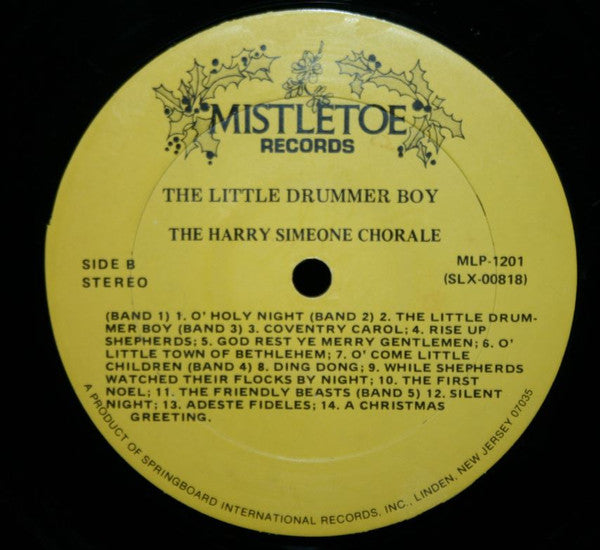 MISTLETOE
RECORDS
THE LITTLE DRUMMER BOY
THE HARRY SIMEONE CHORALE
SIDE B
STEREO
MLP-1201
(SLX-00818)
(BAND 1) 1. O' HOLY NIGHT (BAND 2) 2. THE LITTLE DRUM-
MER BOY (BAND 3) 3. COVENTRY CAROL; 4. RISE UP
SHEPHERDS; 5. GOD REST YE MERRY GENTLEMEN; 6. O'
LITTLE TOWN OF BETHLEHEM; 7. O' COME LITTLE
CHILDREN (BAND 4) 8. DING DONG; 9. WHILE SHEPHERDS
WATCHED THEIR FLOCKS BY NIGHT; 10. THE FIRST
NOEL; 11. THE FRIENDLY BEASTS (BAND 5) 12. SILENT
NIGHT; 13. ADESTE FIDELES; 14. A CHRISTMAS
GREETING.
A PRODUCT OF SPRINGBOARD INTERNATIONAL RECORDS, INC., LINDEN, NEW JERSEY 07035